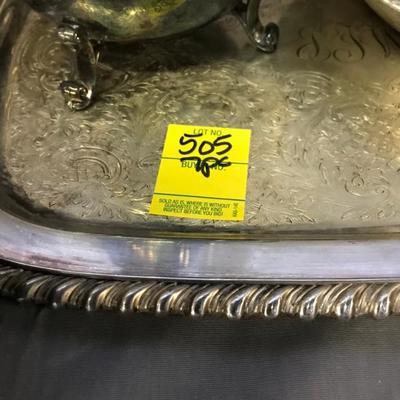 LOT NO.
505
7pc
BUYER NO.
SOLD AS IS, WHERE IS WITHOUT
GUARANTEE OF ANY KIND.
INSPECT BEFORE YOU BID!